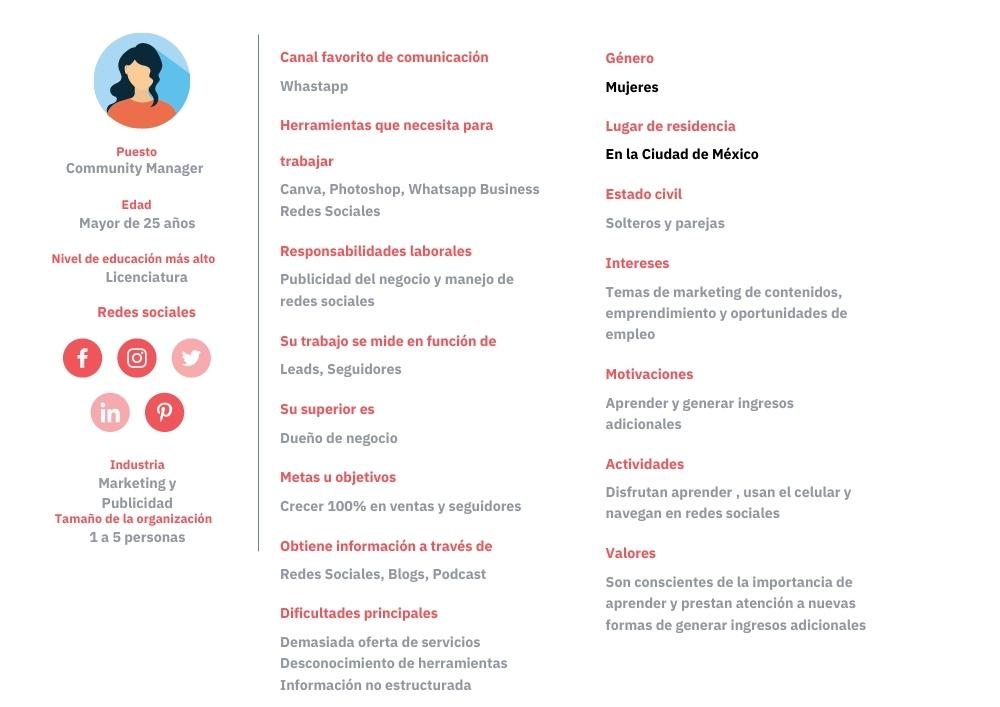 Puesto
Community Manager
Edad
Mayor de 25 años
Nivel de educación más alto
Licenciatura
Redes sociales
in
Industria
Marketing y
Publicidad
Tamaño de la organización
1 a 5 personas
Canal favorito de comunicación
Whastapp
Herramientas que necesita para
trabajar
Canva, Photoshop, Whatsapp Business
Redes Sociales
Responsabilidades laborales
Publicidad del negocio y manejo de
redes sociales
Su trabajo se mide en función de
Leads, Seguidores
Su superior es
Dueño de negocio
Metas u objetivos
Crecer 100% en ventas y seguidores
Obtiene información a través de
Redes Sociales, Blogs, Podcast
Dificultades principales
Demasiada oferta de servicios
Desconocimiento de herramientas
Información no estructurada
Género
Mujeres
Lugar de residencia
En la Ciudad de México
Estado civil
Solteros y parejas
Intereses
Temas de marketing de contenidos,
emprendimiento y oportunidades de
empleo
Motivaciones
Aprender y generar ingresos
adicionales
Actividades
Disfrutan aprender , usan el celular y
navegan en redes sociales
Valores
Son conscientes de la importancia de
aprender y prestan atención a nuevas
formas de generar ingresos adicionales